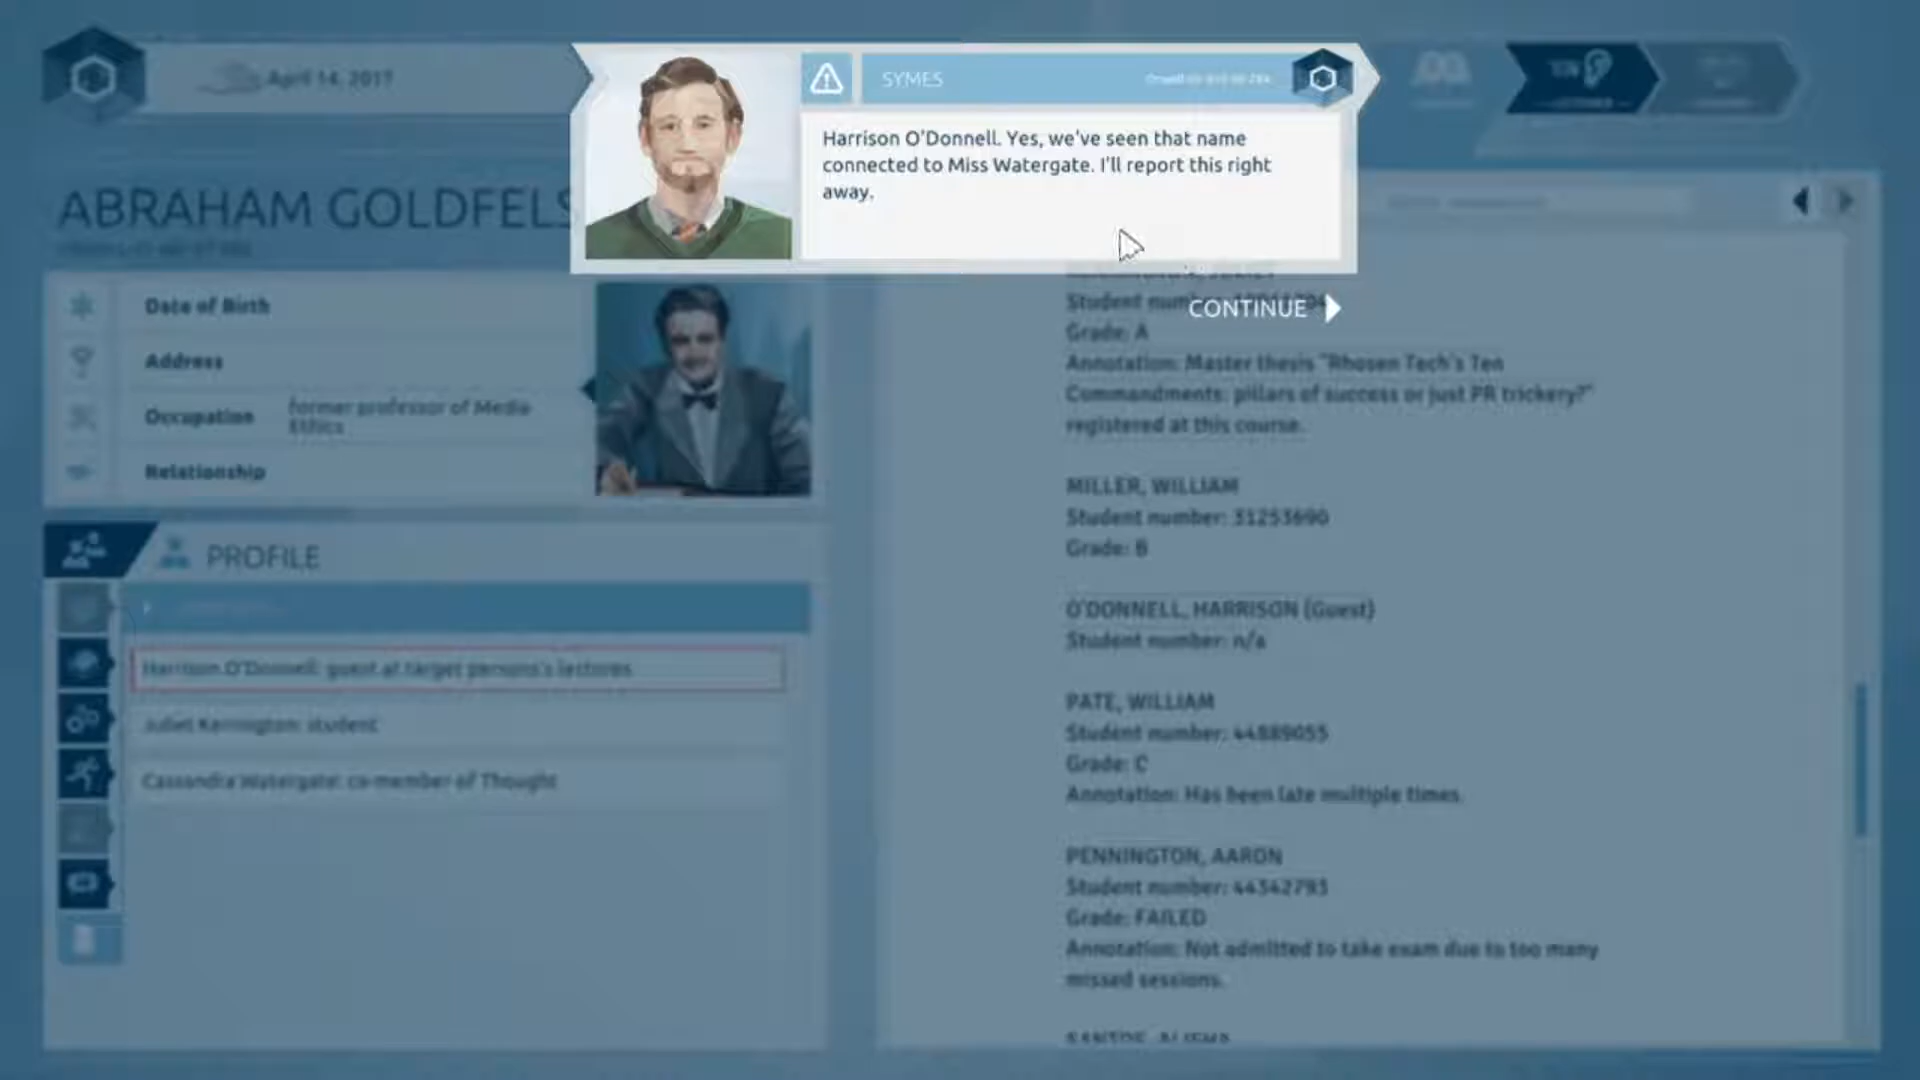 April 14, 2017
SYMES
Harrison O'Donnell. Yes, we've seen that name
connected to Miss Watergate. I'll report this right
away.
CONTINUE
ABRAHAM GOLDFELS
Date of Birth
Address
Occupation
former professor of Media
Ethics
Relationship
PROFILE
Harrison O'Donnell: guest at target persons's lectures
Juliet Kerrington: student
Cassandra Watergate: co-member of Thought
Student number:
Grade: A
Annotation: Master thesis "Rhosen Tech's Ten
Commandments: pillars of success or just PR trickery?"
registered at this course.
MILLER, WILLIAM
Student number: 31253690
Grade: B
O'DONNELL, HARRISON (Guest)
Student number: n/a
PATE, WILLIAM
Student number: 44889055
Grade: C
Annotation: Has been late multiple times.
PENNINGTON, AARON
Student number: 44342793
Grade: FAILED
Annotation: Not admitted to take exam due to too many
missed sessions.